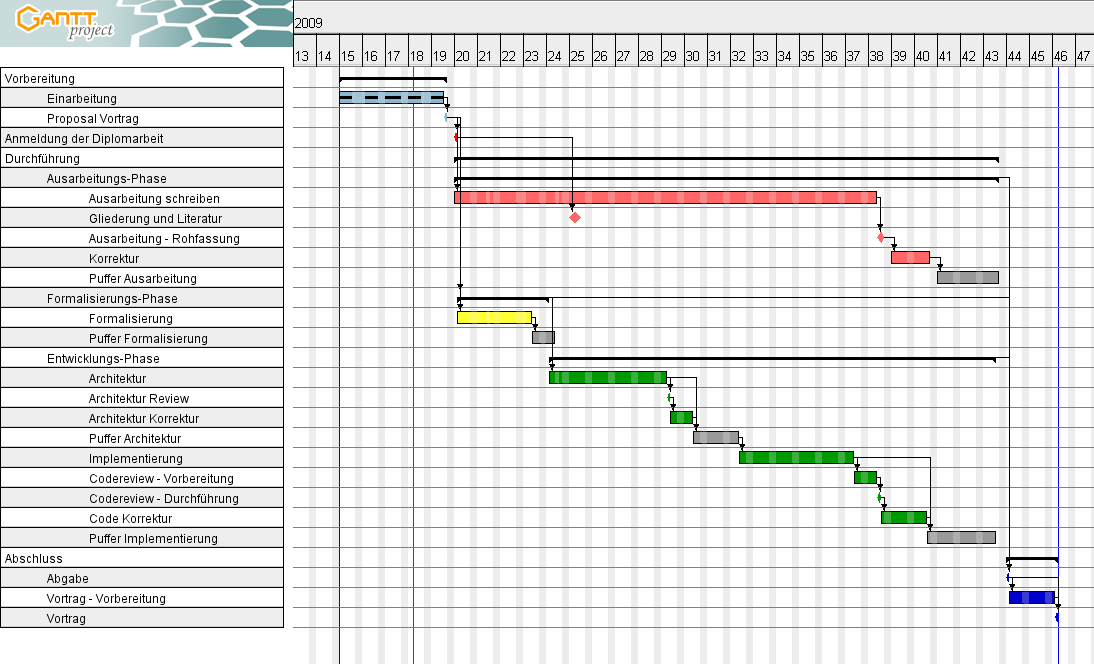 GANTT
project
2009
13 14 15 16 17 18 19 20 21 22 23 24 25 26 27 28 29 30 31 32 33 34 35 36 37 38 39 40 41 42 43 44 45 46 47
Vorbereitung
Einarbeitung
Proposal Vortrag
Anmeldung der Diplomarbeit
Durchführung
Ausarbeitungs-Phase
Ausarbeitung schreiben
Gliederung und Literatur
Ausarbeitung - Rohfassung
Korrektur
Puffer Ausarbeitung
Formalisierungs-Phase
Formalisierung
Puffer Formalisierung
Entwicklungs-Phase
Architektur
Architektur Review
Architektur Korrektur
Puffer Architektur
Implementierung
Codereview - Vorbereitung
Codereview - Durchführung
Code Korrektur
Puffer Implementierung
Abschluss
Abgabe
Vortrag - Vorbereitung
Vortrag